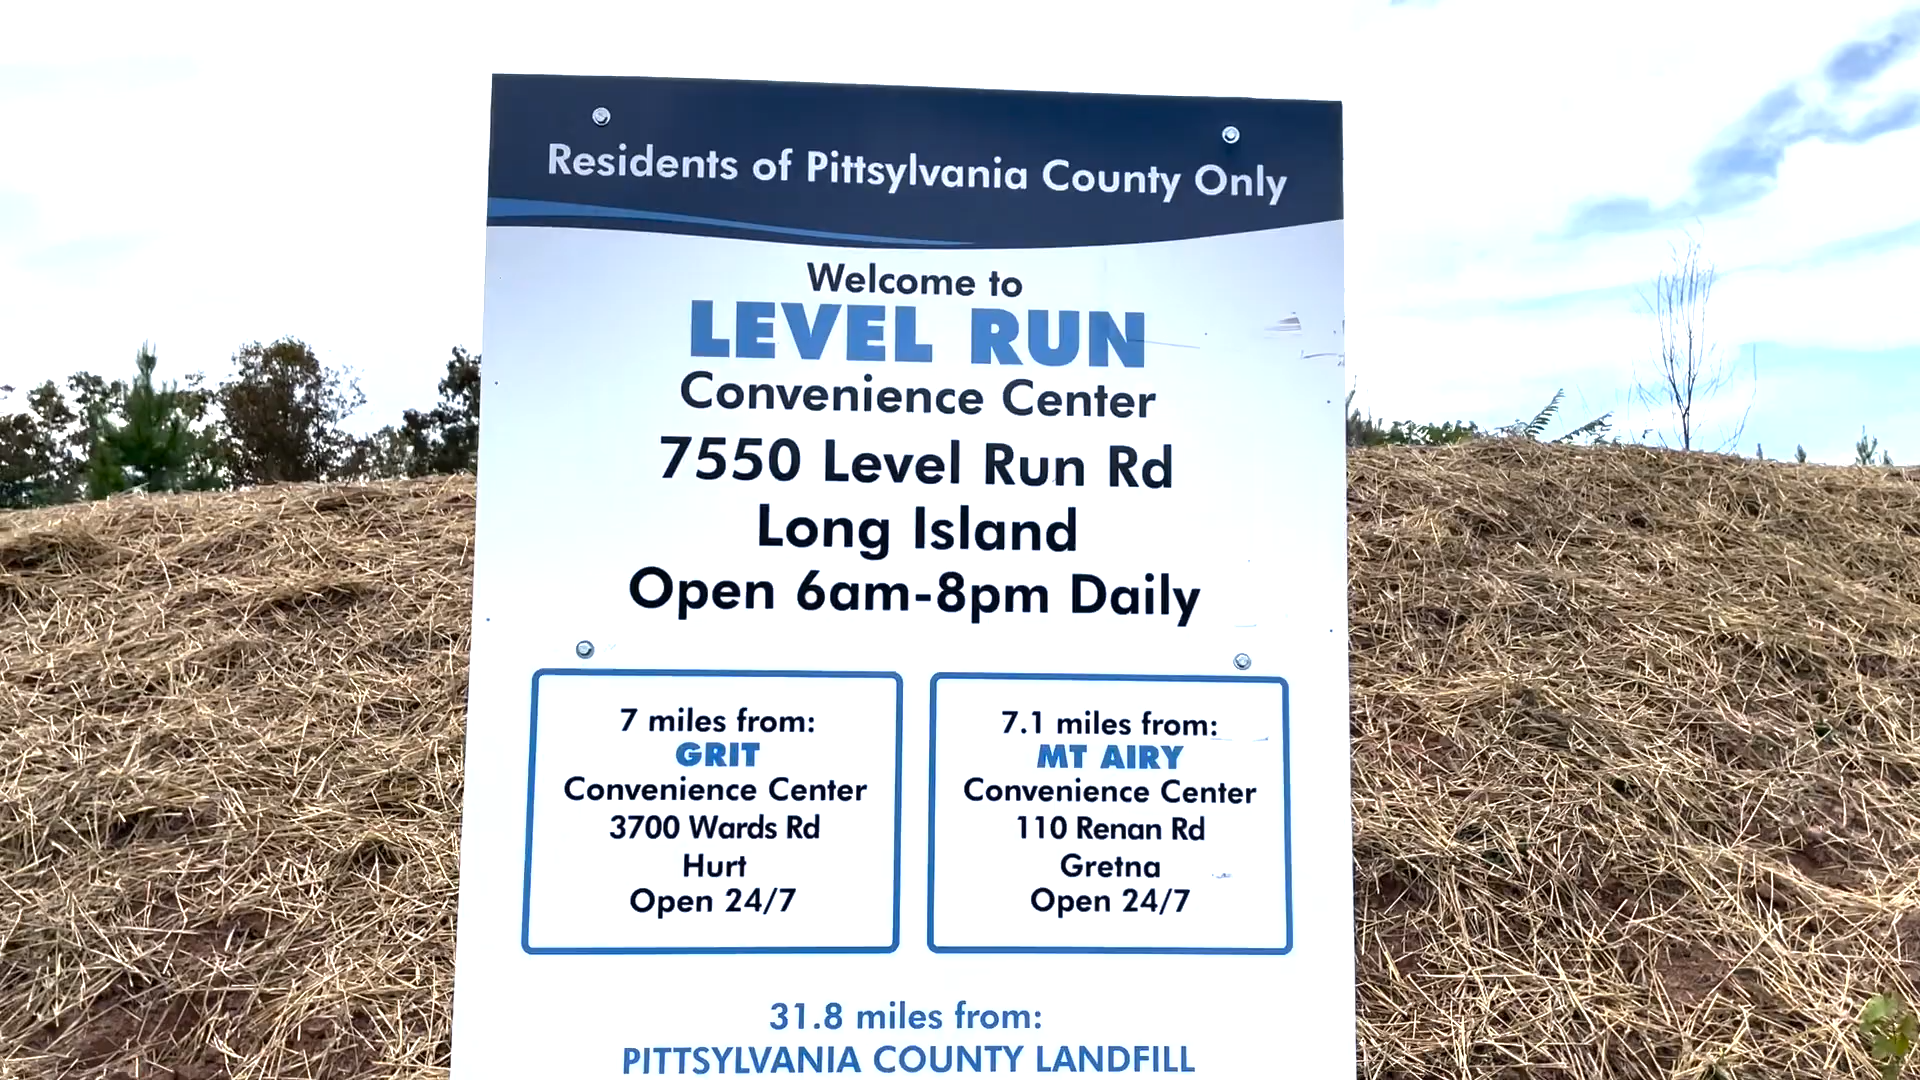 Residents of Pittsylvania County Only
Welcome to
LEVEL RUN
Convenience Center
7550 Level Run Rd
Long Island
Open 6am-8pm Daily
7 miles from:
GRIT
Convenience Center
3700 Wards Rd
Hurt
Open 24/7
7.1 miles from:
MT AIRY
Convenience Center
110 Renan Rd
Gretna
Open 24/7
31.8 miles from:
PITTSYLVANIA COUNTY LANDFILL